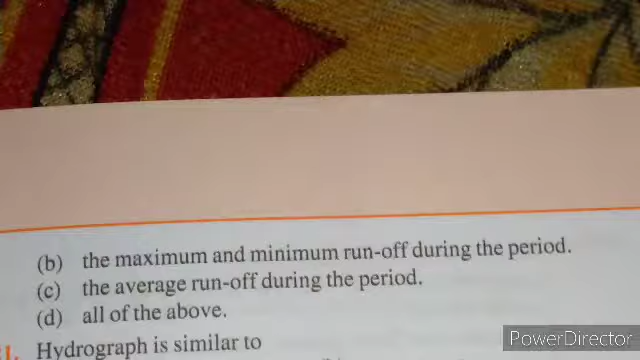 (b) the maximum and minimum run-off during the period.
(c) the average run-off during the period.
(d) all of the above.
1. Hydrograph is similar to
PowerDirector